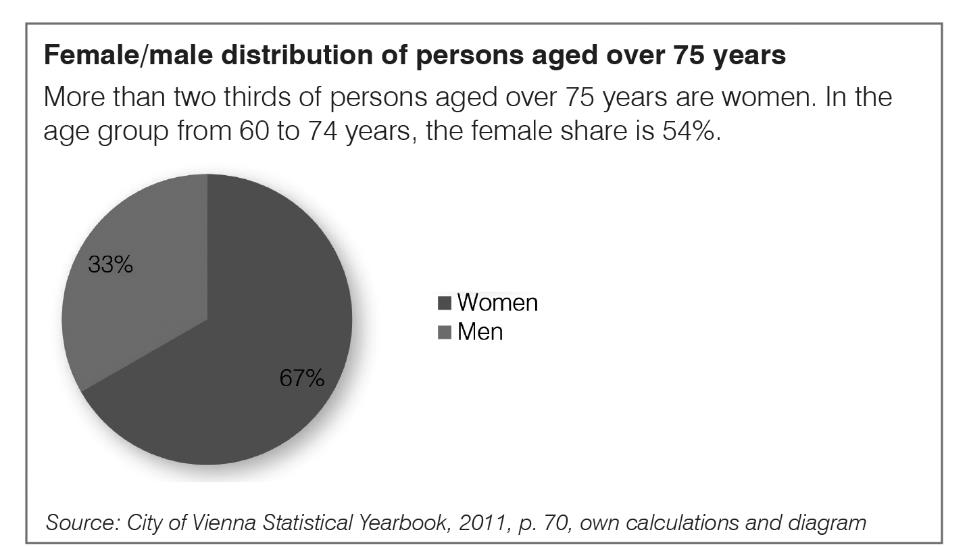 Female/male distribution of persons aged over 75 years
More than two thirds of persons aged over 75 years are women. In the
age group from 60 to 74 years, the female share is 54%.
33%
Women
Men
67%
Source: City of Vienna Statistical Yearbook, 2011, p. 70, own calculations and diagram